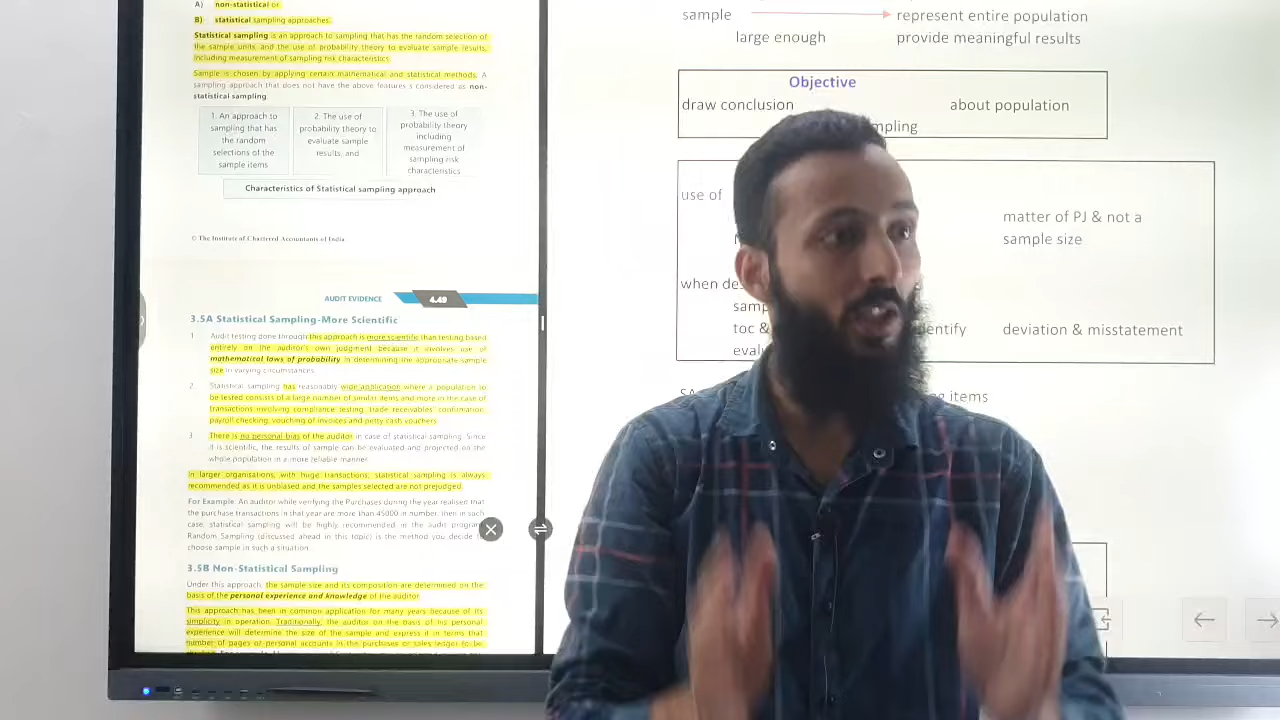 A) non-statistical or
B) statistical sampling approaches.
Statistical sampling is an approach to sampling that has the random selection of
the sample units, and the use of probability theory to evaluate sample results,
including measurement of sampling risk characteristics.
Sample is chosen by applying certain mathematical and statistical methods. A
sampling approach that does not have the above features is considered as non-
statistical sampling.
1. An approach to
sampling that has
the random
selections of the
sample items
2. The use of
probability theory to
evaluate sample
results, and
3. The use of
probability theory
including
measurement of
sampling risk
characteristics
Characteristics of Statistical sampling approach
© The Institute of Chartered Accountants of India
AUDIT EVIDENCE 4.49
3.5A Statistical Sampling-More Scientific
1 Audit testing done through this approach is more scientific than testing based
entirely on the auditor's own judgment because it involves use of
mathematical laws of probability in determining the appropriate sample
size in varying circumstances.
2 Statistical sampling has reasonably wide application where a population to
be tested consists of a large number of similar items and more in the case of
transactions involving compliance testing, trade receivables' confirmation,
payroll checking, vouching of invoices and petty cash vouchers.
3 There is no personal bias of the auditor in case of statistical sampling. Since
it is scientific, the results of sample can be evaluated and projected on the
whole population in a more reliable manner.
In larger organisations, with huge transactions, statistical sampling is always
recommended as it is unbiased and the samples selected are not prejudged.
For Example: An auditor while verifying the Purchases during the year realised that
the purchase transactions in that year are more than 45000 in number, then in such
case, statistical sampling will be highly recommended in the audit program
Random Sampling (discussed ahead in this topic) is the method you decide
choose sample in such a situation.
3.5B Non-Statistical Sampling
Under this approach, the sample size and its composition are determined on the
basis of the personal experience and knowledge of the auditor.
This approach has been in common application for many years because of its
simplicity in operation. Traditionally, the auditor on the basis of his personal
experience will determine the size of the sample and express it in terms that
number of pages or personal accounts in the purchases or sales ledger to be
sample represent entire population
large enough provide meaningful results
Objective
draw conclusion about population
mpling
use of
matter of PJ & not a
sample size
when de
samp
toc & dentify deviation & misstatement
evalu
SA
g items